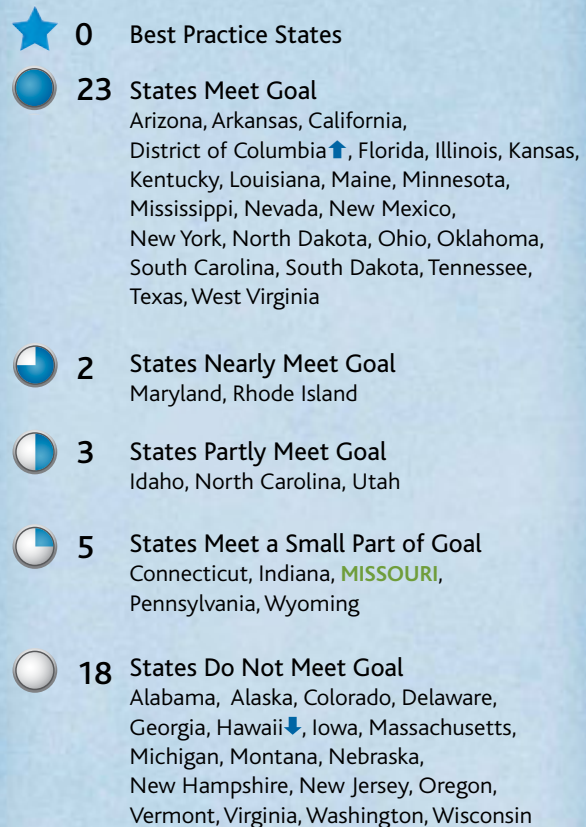 0 Best Practice States
23 States Meet Goal
Arizona, Arkansas, California,
District of Columbia⬆, Florida, Illinois, Kansas,
Kentucky, Louisiana, Maine, Minnesota,
Mississippi, Nevada, New Mexico,
New York, North Dakota, Ohio, Oklahoma,
South Carolina, South Dakota, Tennessee,
Texas, West Virginia
2 States Nearly Meet Goal
Maryland, Rhode Island
3 States Partly Meet Goal
Idaho, North Carolina, Utah
5 States Meet a Small Part of Goal
Connecticut, Indiana, MISSOURI,
Pennsylvania, Wyoming
18 States Do Not Meet Goal
Alabama, Alaska, Colorado, Delaware,
Georgia, Hawaii⬇, Iowa, Massachusetts,
Michigan, Montana, Nebraska,
New Hampshire, New Jersey, Oregon,
Vermont, Virginia, Washington, Wisconsin